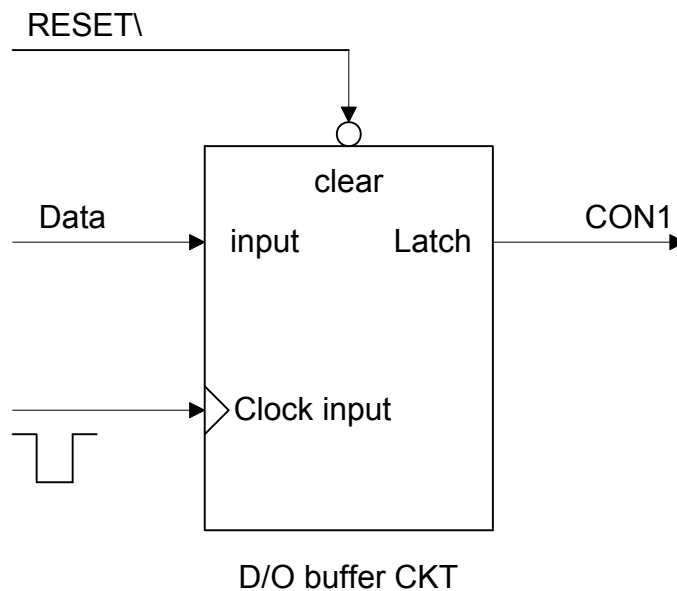 RESET\
clear
Data
input
Latch
CON1
Clock input
D/O buffer CKT